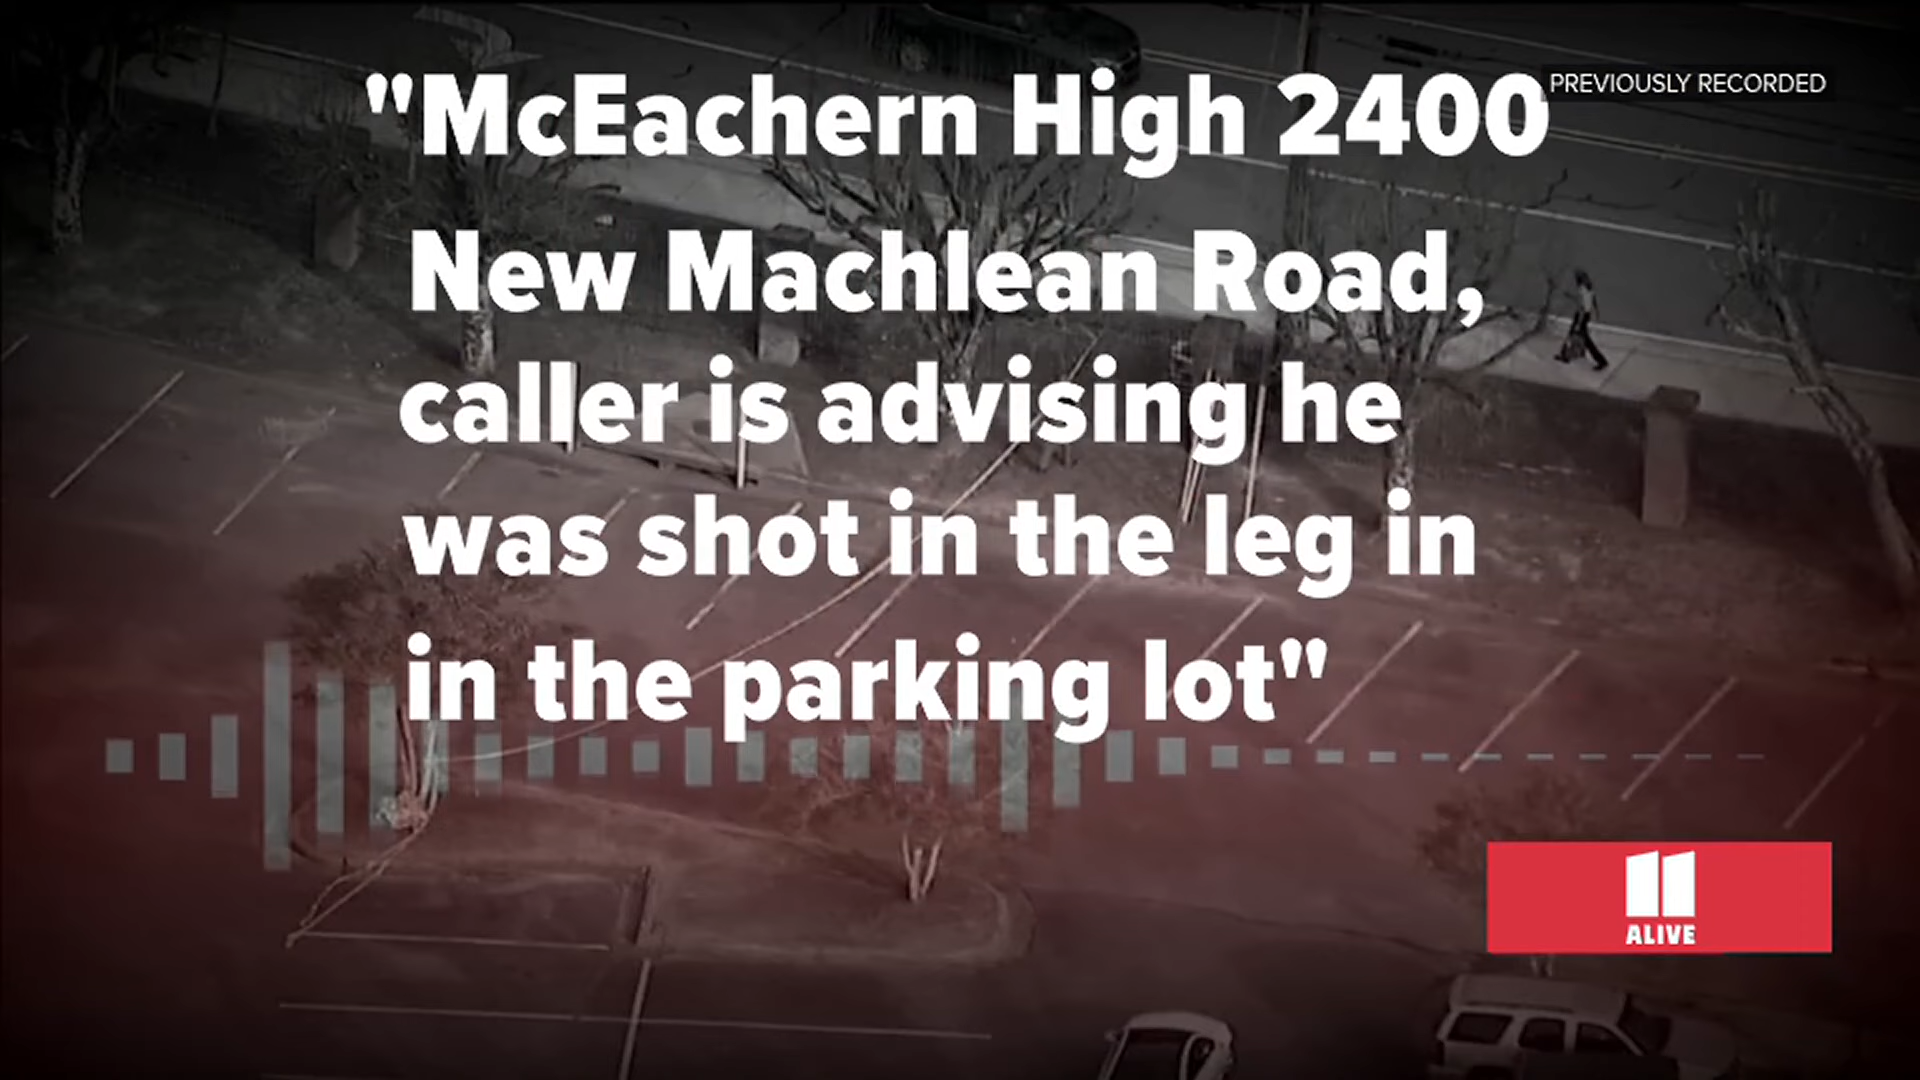 "McEachern High 2400
PREVIOUSLY RECORDED
New Machlean Road,
caller is advising he
was shot in the leg in
in the parking lot"
11
ALIVE